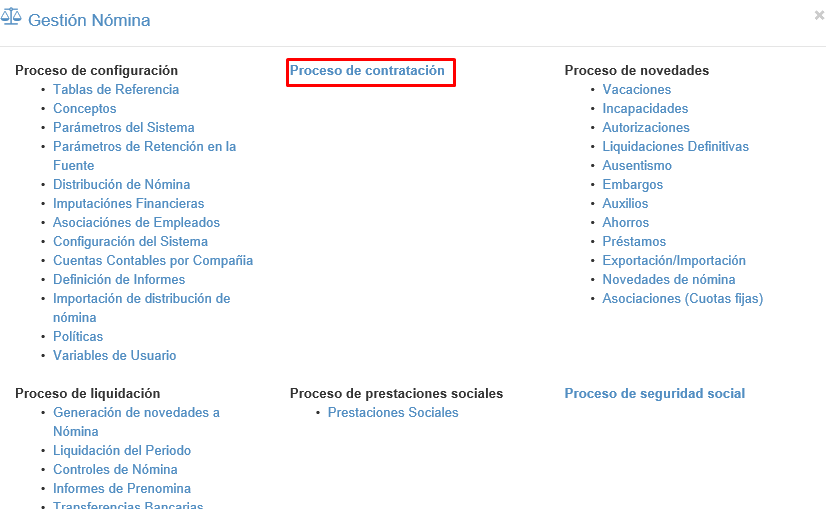 Gestión Nómina
×
Proceso de configuración
• Tablas de Referencia
• Conceptos
• Parámetros del Sistema
• Parámetros de Retención en la
Fuente
• Distribución de Nómina
• Imputaciónes Financieras
• Asociaciónes de Empleados
• Configuración del Sistema
• Cuentas Contables por Compañia
• Definición de Informes
• Importación de distribución de
nómina
• Políticas
• Variables de Usuario
Proceso de contratación
Proceso de novedades
• Vacaciones
• Incapacidades
• Autorizaciones
• Liquidaciones Definitivas
• Ausentismo
• Embargos
• Auxilios
• Ahorros
• Préstamos
• Exportación/Importación
• Novedades de nómina
• Asociaciones (Cuotas fijas)
Proceso de liquidación
• Generación de novedades a
Nómina
• Liquidación del Periodo
• Controles de Nómina
• Informes de Prenomina
• Transferencias Bancarias
Proceso de prestaciones sociales
• Prestaciones Sociales
Proceso de seguridad social